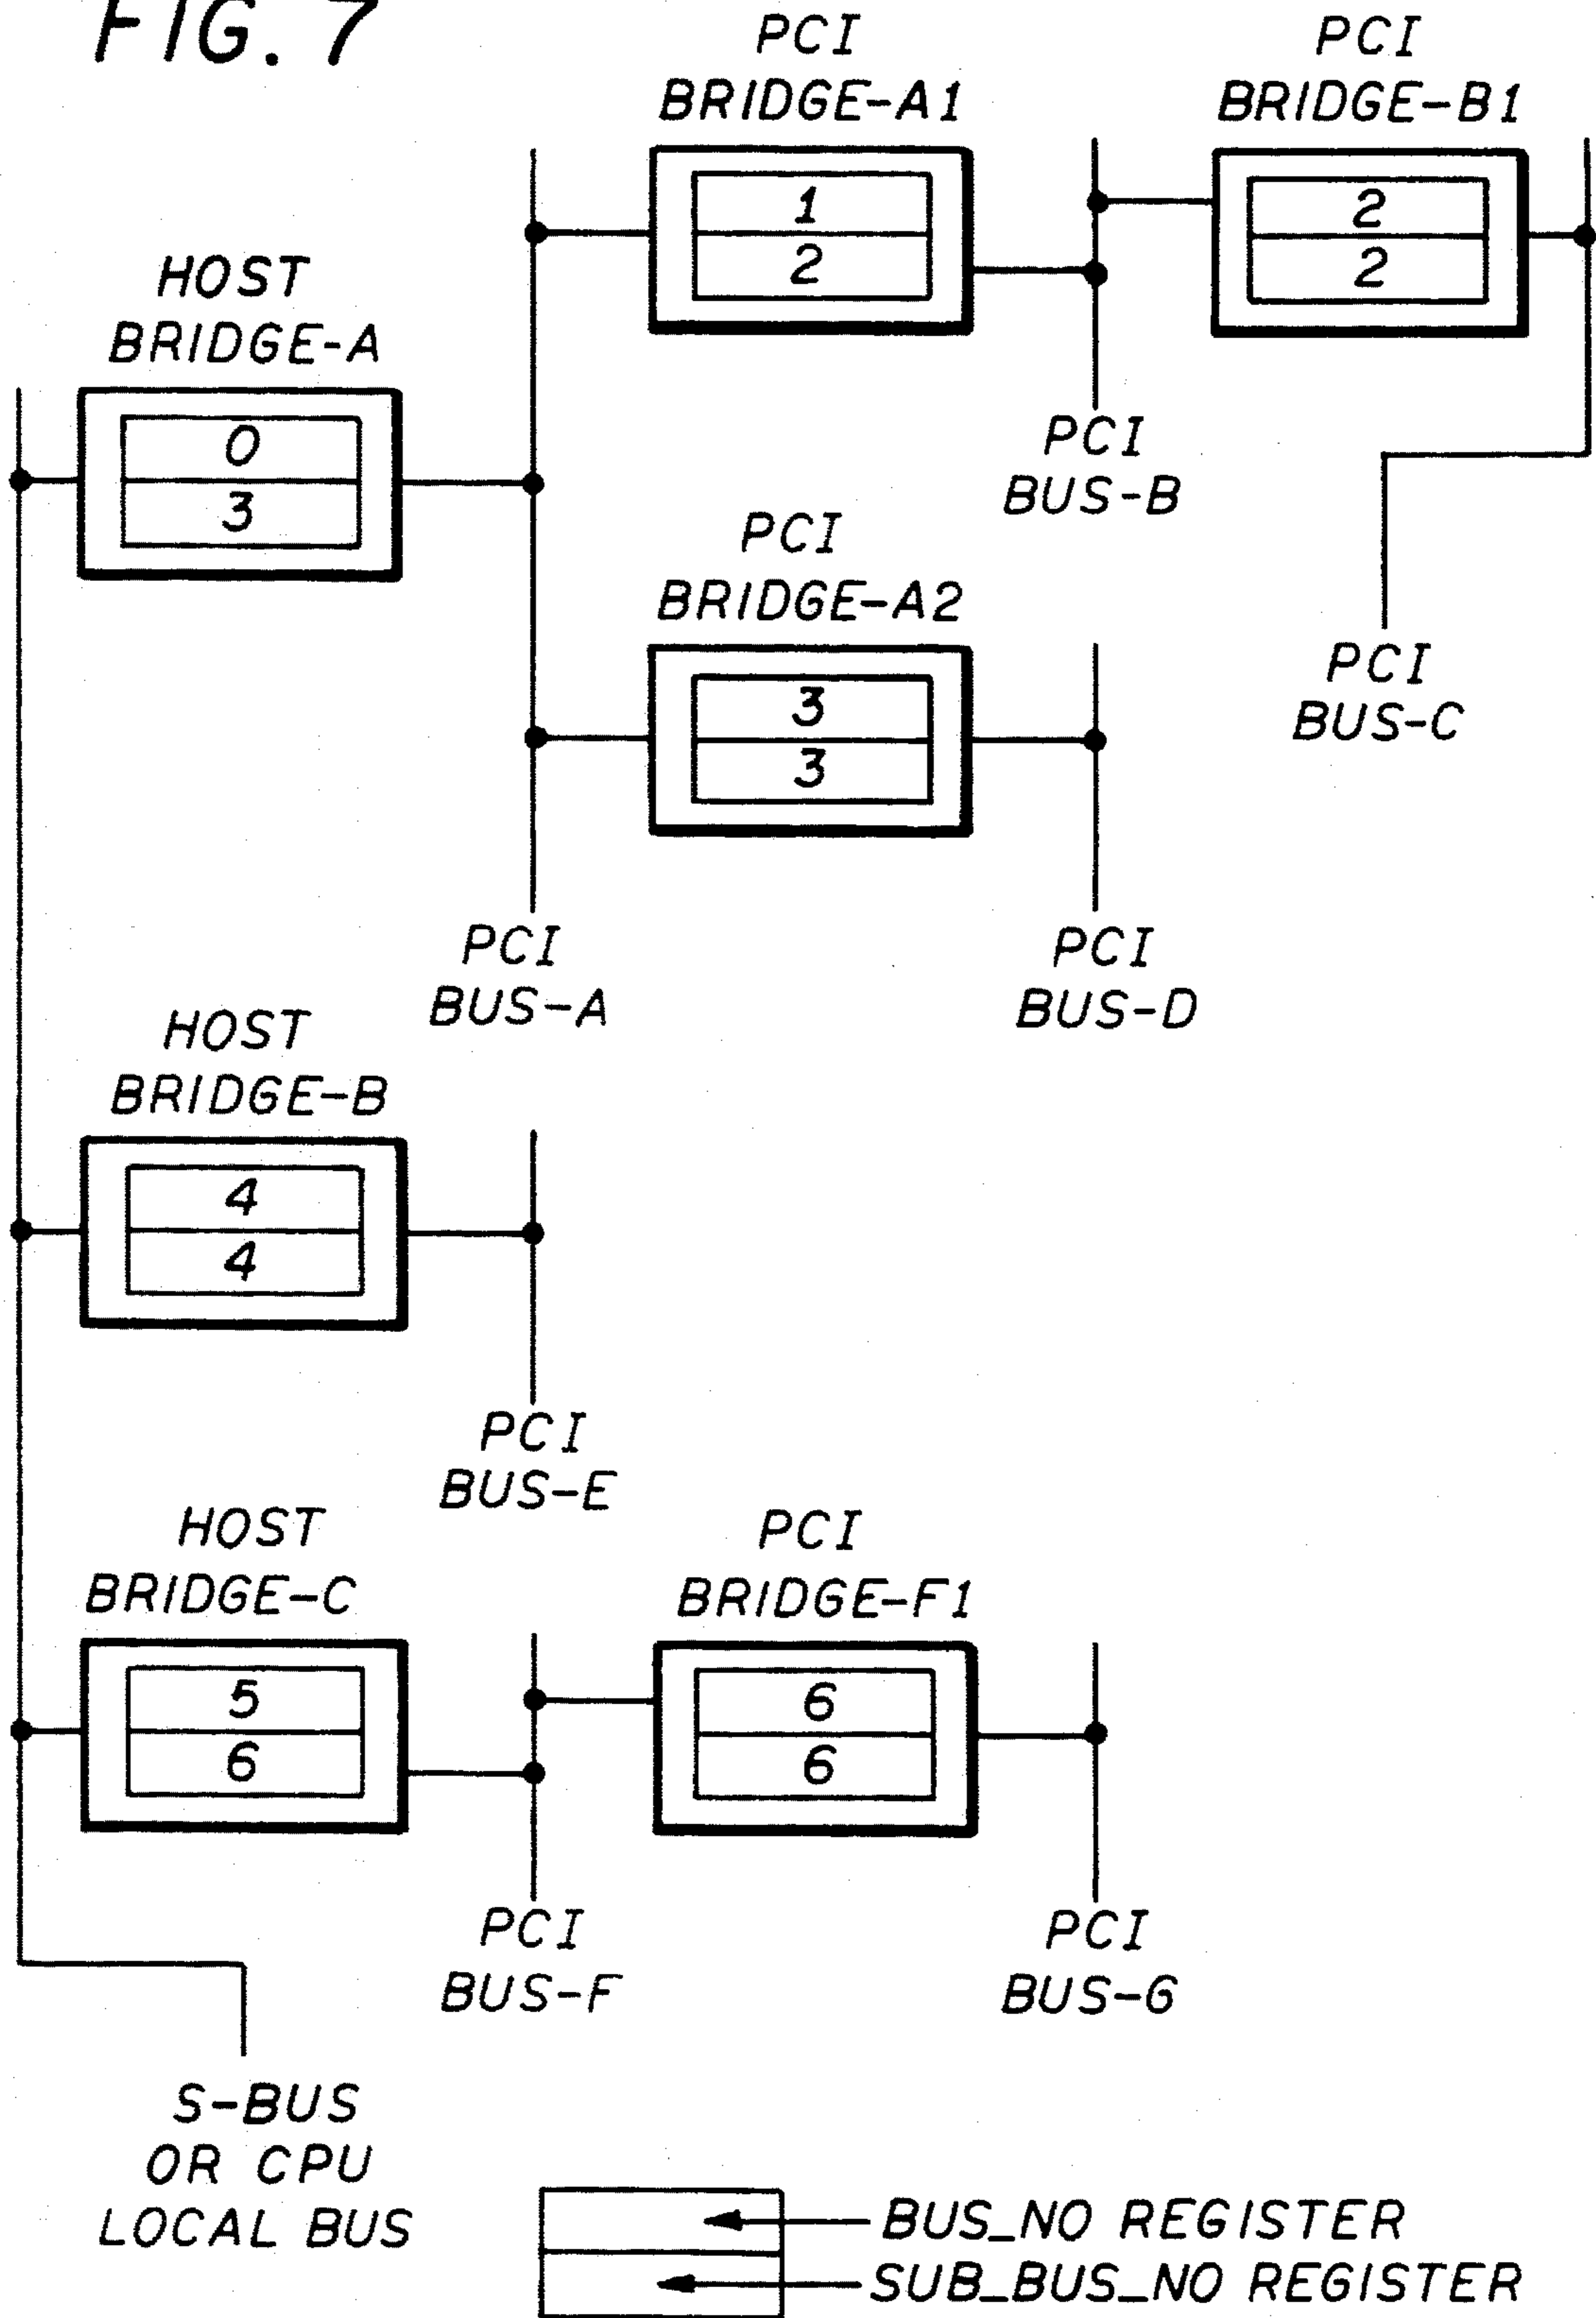 FIG. 7
PCI
BRIDGE-A1
PCI
BRIDGE-B1
1
2
2
2
HOST
BRIDGE-A
0
3
PCI
BUS-B
PCI
BRIDGE-A2
3
3
PCI
BUS-C
PCI
BUS-A
PCI
BUS-D
HOST
BRIDGE-B
4
4
PCI
BUS-E
HOST
BRIDGE-C
5
6
PCI
BRIDGE-F1
6
6
PCI
BUS-F
PCI
BUS-G
S-BUS
OR CPU
LOCAL BUS
BUS_NO REGISTER
SUB_BUS_NO REGISTER